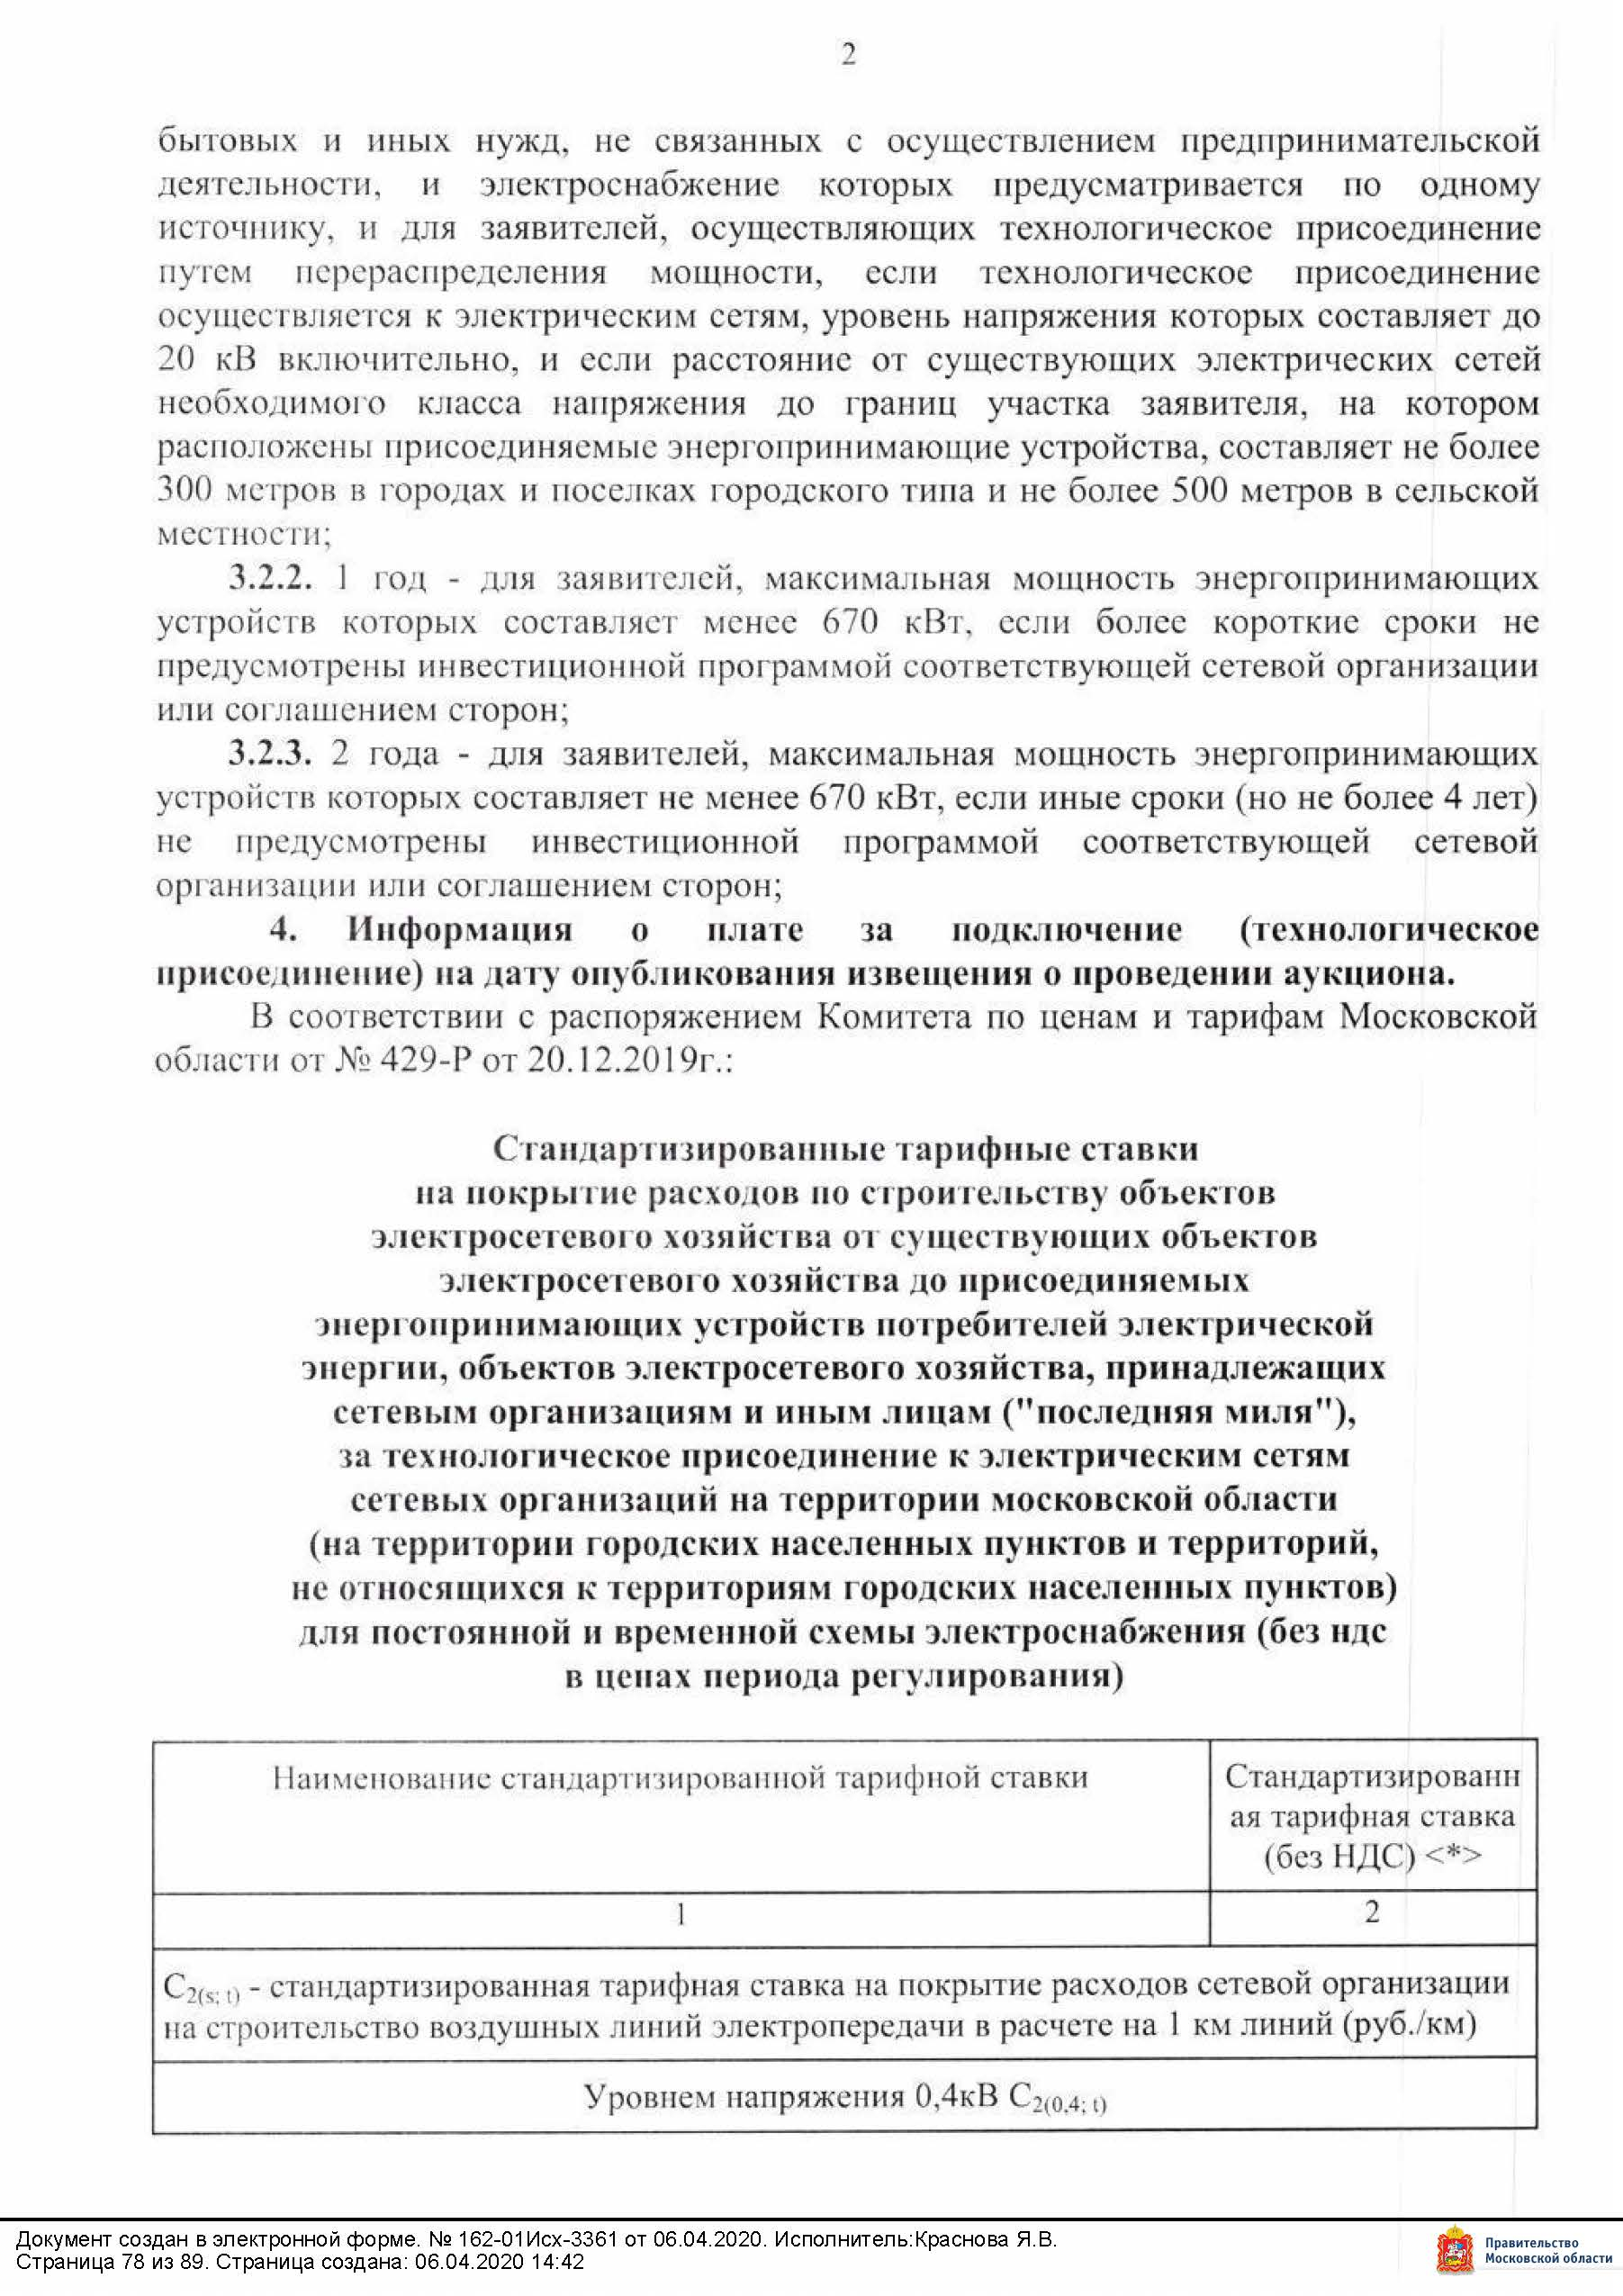 2
бытовых и иных нужд, не связанных с осуществлением предпринимательской
деятельности, и электроснабжение которых предусматривается по одному
источнику, и для заявителей, осуществляющих технологическое присоединение
путем перераспределения мощности, если технологическое присоединение
осуществляется к электрическим сетям, уровень напряжения которых составляет до
20 кВ включительно, и если расстояние от существующих электрических сетей
необходимого класса напряжения до границ участка заявителя, на котором
расположены присоединяемые энергопринимающие устройства, составляет не более
300 метров в городах и поселках городского типа и не более 500 метров в сельской
местности;
3.2.2. 1 год - для заявителей, максимальная мощность энергопринимающих
устройств которых составляет менее 670 кВт, если более короткие сроки не
предусмотрены инвестиционной программой соответствующей сетевой организации
или соглашением сторон;
3.2.3. 2 года - для заявителей, максимальная мощность энергопринимающих
устройств которых составляет не менее 670 кВт, если иные сроки (но не более 4 лет)
не предусмотрены инвестиционной программой соответствующей сетевой
организации или соглашением сторон;
4. Информация о плате за подключение (технологическое
присоединение) на дату опубликования извещения о проведении аукциона.
В соответствии с распоряжением Комитета по ценам и тарифам Московской
области от № 429-Р от 20.12.2019г.:
Стандартизированные тарифные ставки
на покрытие расходов по строительству объектов
электросетевого хозяйства от существующих объектов
электросетевого хозяйства до присоединяемых
энергопринимающих устройств потребителей электрической
энергии, объектов электросетевого хозяйства, принадлежащих
сетевым организациям и иным лицам ("последняя миля"),
за технологическое присоединение к электрическим сетям
сетевых организаций на территории московской области
(на территории городских населенных пунктов и территорий,
не относящихся к территориям городских населенных пунктов)
для постоянной и временной схемы электроснабжения (без ндс
в ценах периода регулирования)
Наименование стандартизированной тарифной ставки
Стандартизированн
ая тарифная ставка
(без НДС) <*>
1
2
C2(s; t) - стандартизированная тарифная ставка на покрытие расходов сетевой организации
на строительство воздушных линий электропередачи в расчете на 1 км линий (руб./км)
Уровнем напряжения 0,4кВ C2(0,4; t)
Документ создан в электронной форме. № 162-01Исх-3361 от 06.04.2020. Исполнитель:Краснова Я.В.
Страница 78 из 89. Страница создана: 06.04.2020 14:42
Правительство
Московской области